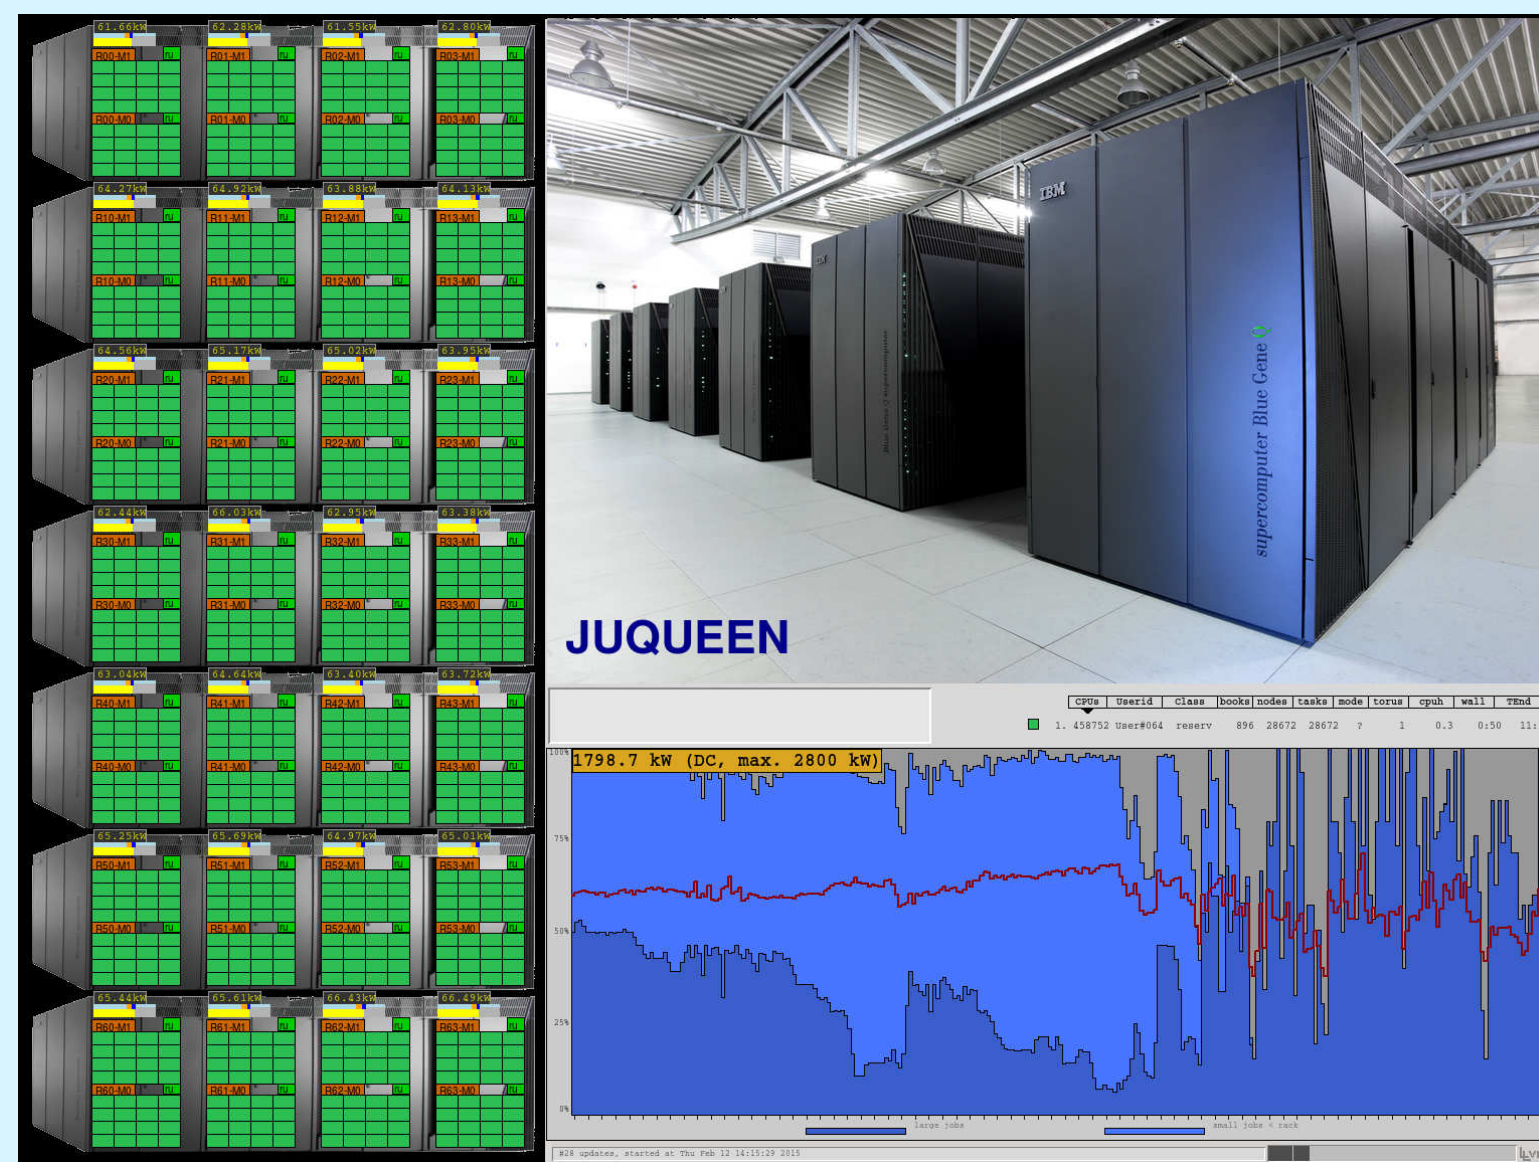 61.66kW 62.28kW 61.55kW 62.80kW
R00-M1 R01-M1 R02-M1 R03-M1
R00-M0 R01-M0 R02-M0 R03-M0
64.27kW 64.92kW 63.88kW 64.13kW
R10-M1 R11-M1 R12-M1 R13-M1
R10-M0 R11-M0 R12-M0 R13-M0
64.56kW 65.17kW 65.02kW 63.95kW
R20-M1 R21-M1 R22-M1 R23-M1
R20-M0 R21-M0 R22-M0 R23-M0
62.44kW 66.03kW 62.95kW 63.38kW
R30-M1 R31-M1 R32-M1 R33-M1
R30-M0 R31-M0 R32-M0 R33-M0
63.04kW 64.64kW 63.40kW 63.72kW
R40-M1 R41-M1 R42-M1 R43-M1
R40-M0 R41-M0 R42-M0 R43-M0
65.25kW 65.69kW 64.97kW 65.01kW
R50-M1 R51-M1 R52-M1 R53-M1
R50-M0 R51-M0 R52-M0 R53-M0
65.44kW 65.61kW 66.43kW 66.49kW
R60-M1 R61-M1 R62-M1 R63-M1
R60-M0 R61-M0 R62-M0 R63-M0
IBM
IBM
supercomputer Blue Gene Q
JUQUEEN
CPUs Userid Class books nodes tasks mode torus cpuh wall TEnd
1. 458752 User#064 reserv 896 28672 28672 ? 1 0.3 0:50 11:
1798.7 kW (DC, max. 2800 kW)
100%
75%
50%
25%
0%
large jobs
small jobs < rack
#28 updates, started at Thu Feb 12 14:15:29 2015